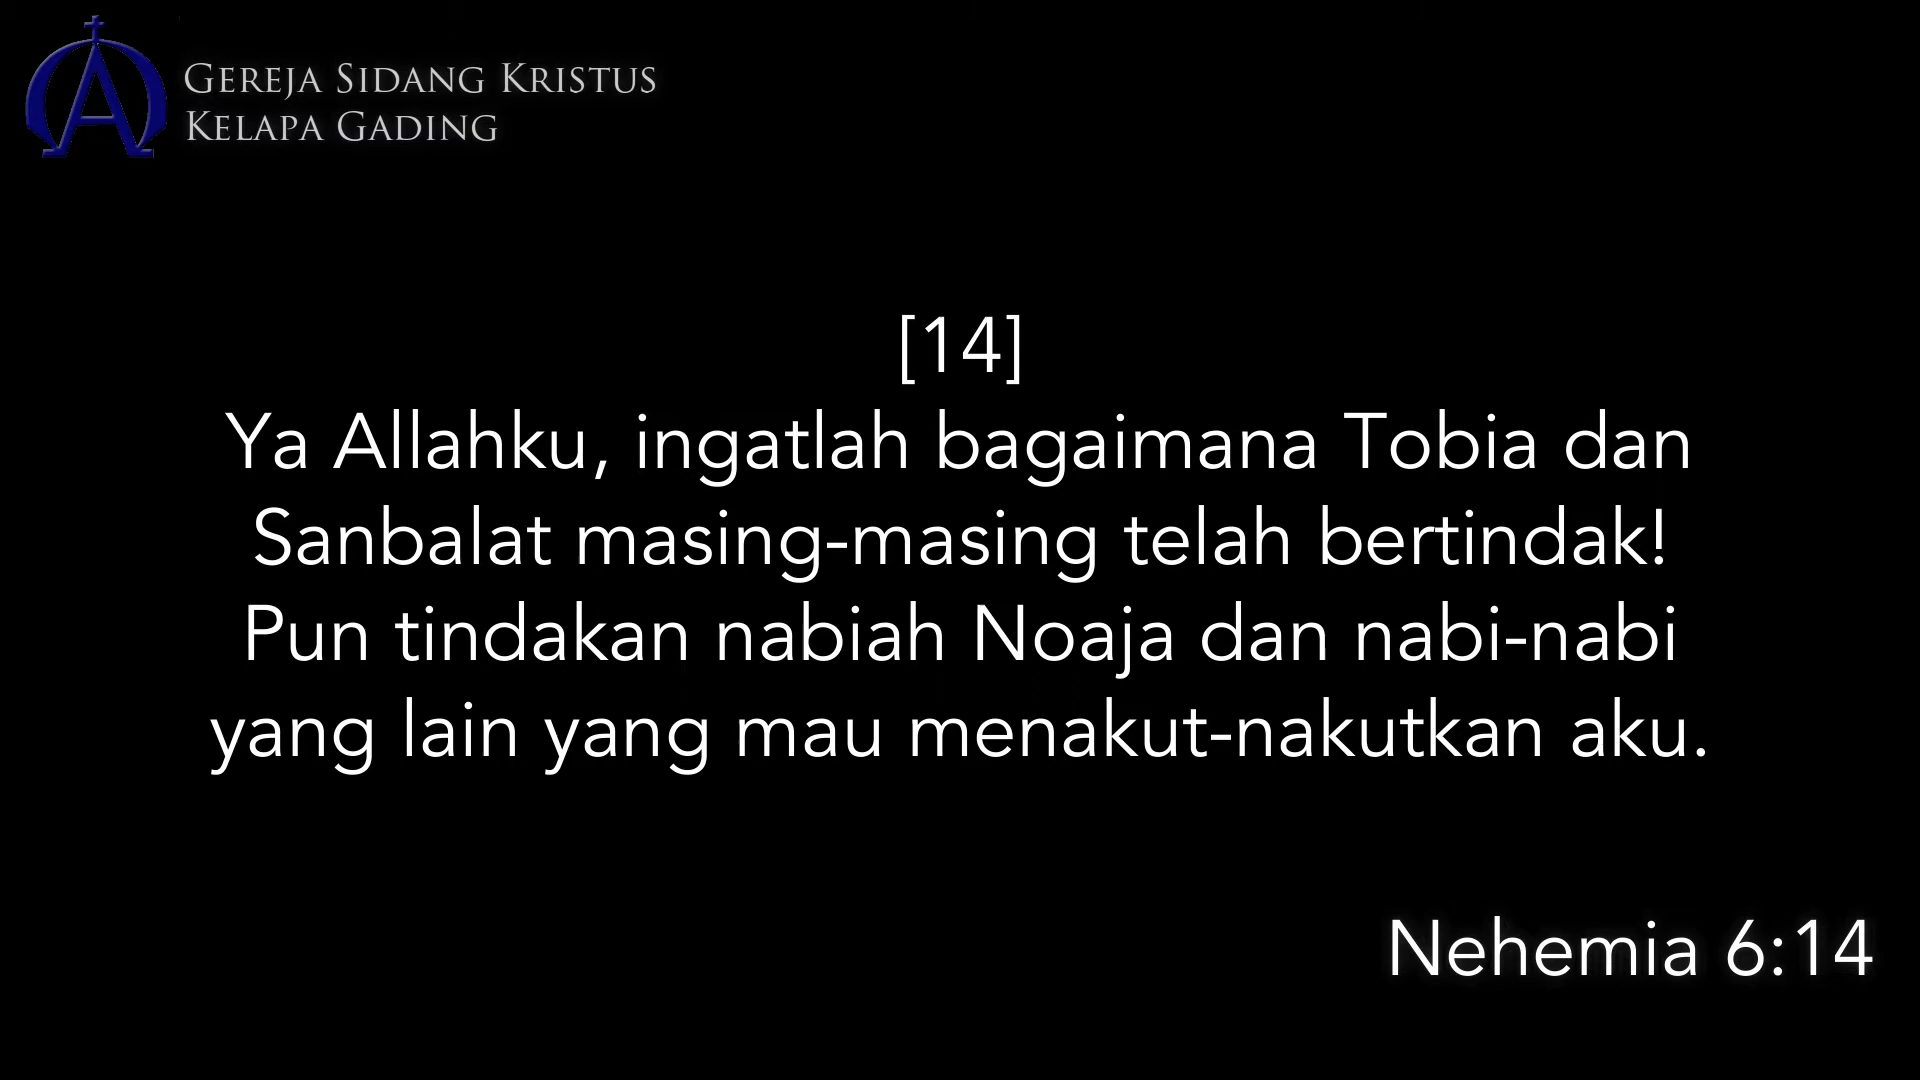 Gereja Sidang Kristus
Kelapa Gading
[14]
Ya Allahku, ingatlah bagaimana Tobia dan
Sanbalat masing-masing telah bertindak!
Pun tindakan nabiah Noaja dan nabi-nabi
yang lain yang mau menakut-nakutkan aku.
Nehemia 6:14